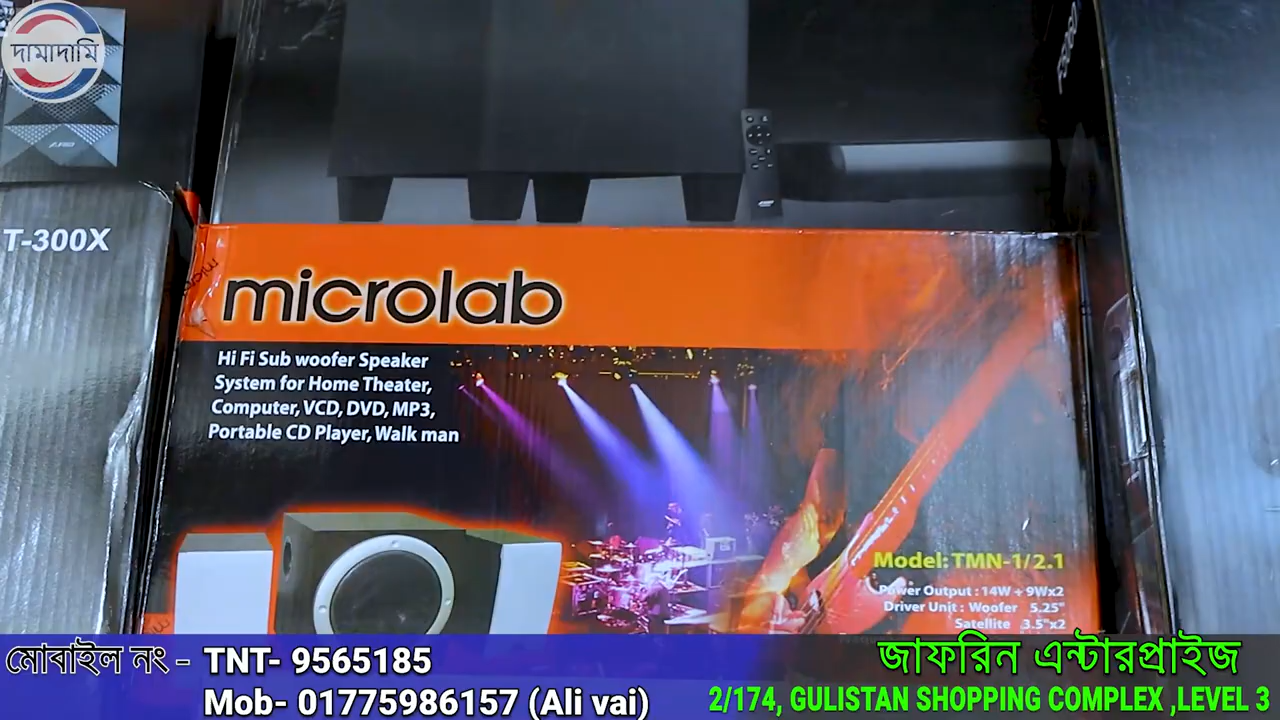 দামাদামি
T-300X
microlab
Hi Fi Sub woofer Speaker
System for Home Theater,
Computer, VCD, DVD, MP3,
Portable CD Player, Walk man
Model: TMN-1/2.1
Power Output : 14W + 9Wx2
Driver Unit : Woofer 5.25"
Satellite 3.5"x2
মোবাইল নং - TNT- 9565185
Mob- 01775986157 (Ali vai)
জাফরিন এন্টারপ্রাইজ
2/174, GULISTAN SHOPPING COMPLEX ,LEVEL 3